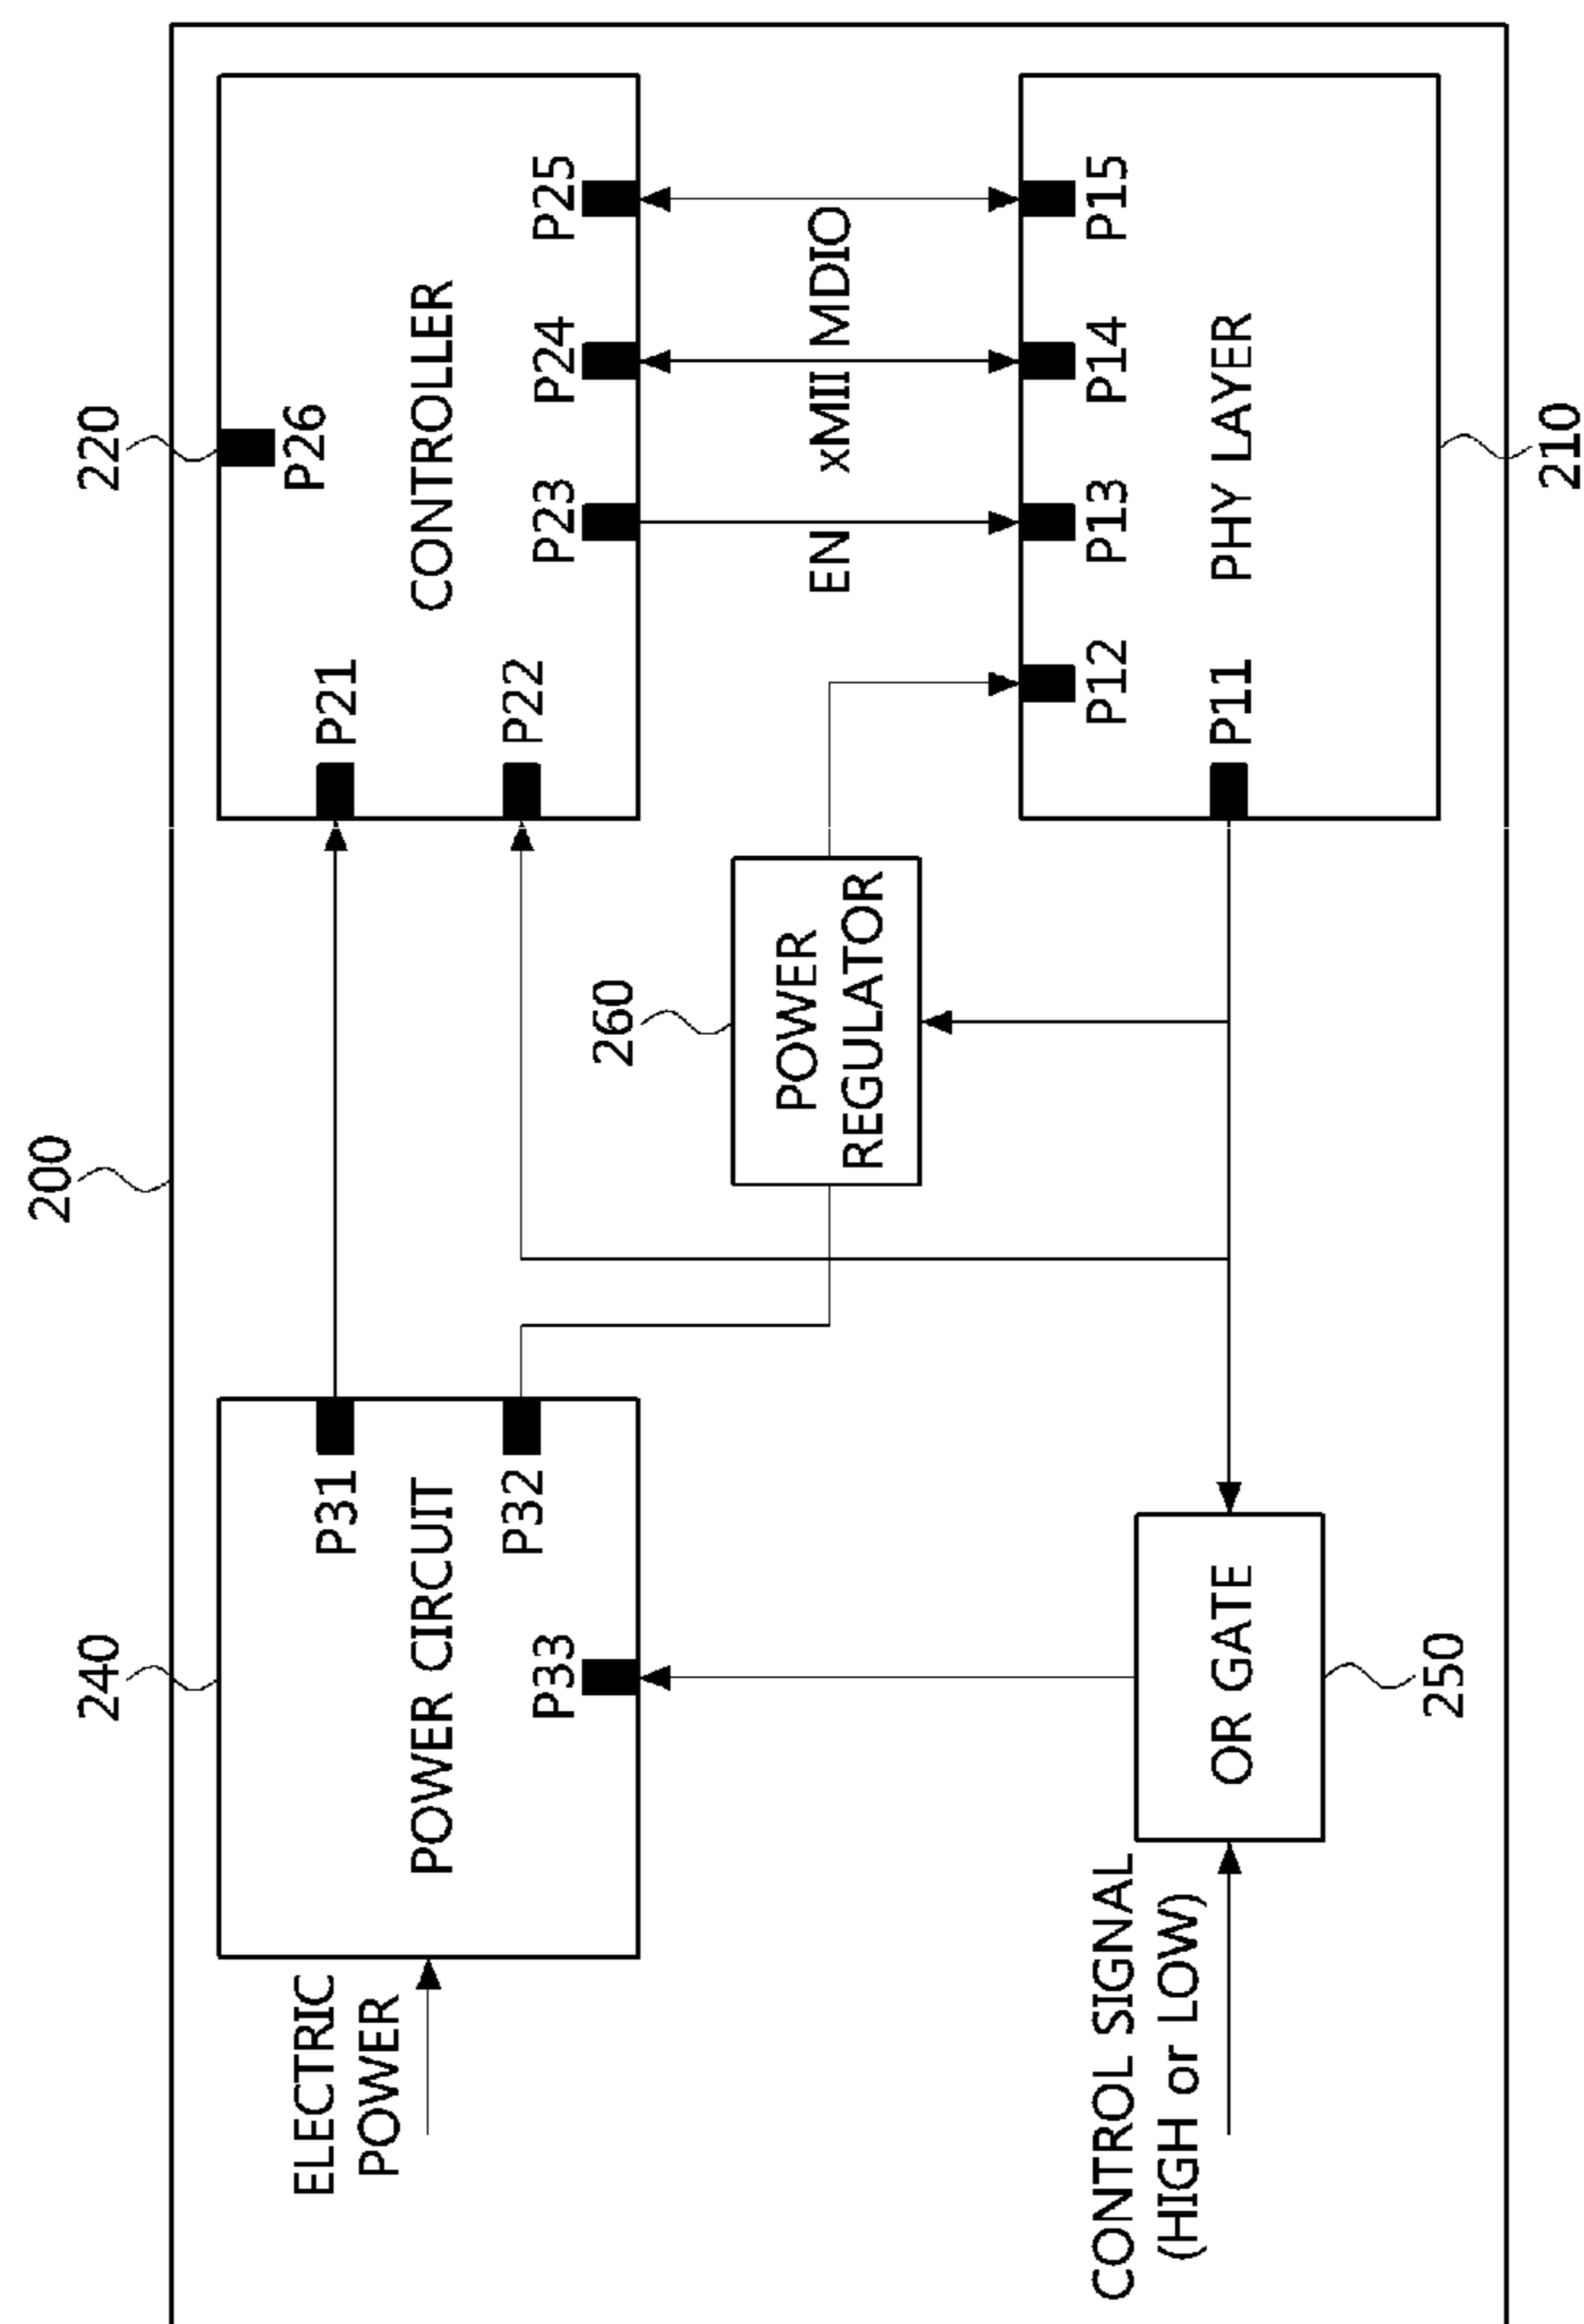 200
240
220
ELECTRIC
POWER
POWER CIRCUIT
P31
P32
P33
CONTROLLER
P21
P22
P23
P24
P25
P26
260
POWER
REGULATOR
EN
xMII
MDIO
CONTROL SIGNAL
(HIGH or LOW)
OR GATE
250
P12
P13
P14
P15
P11
PHY LAYER
210